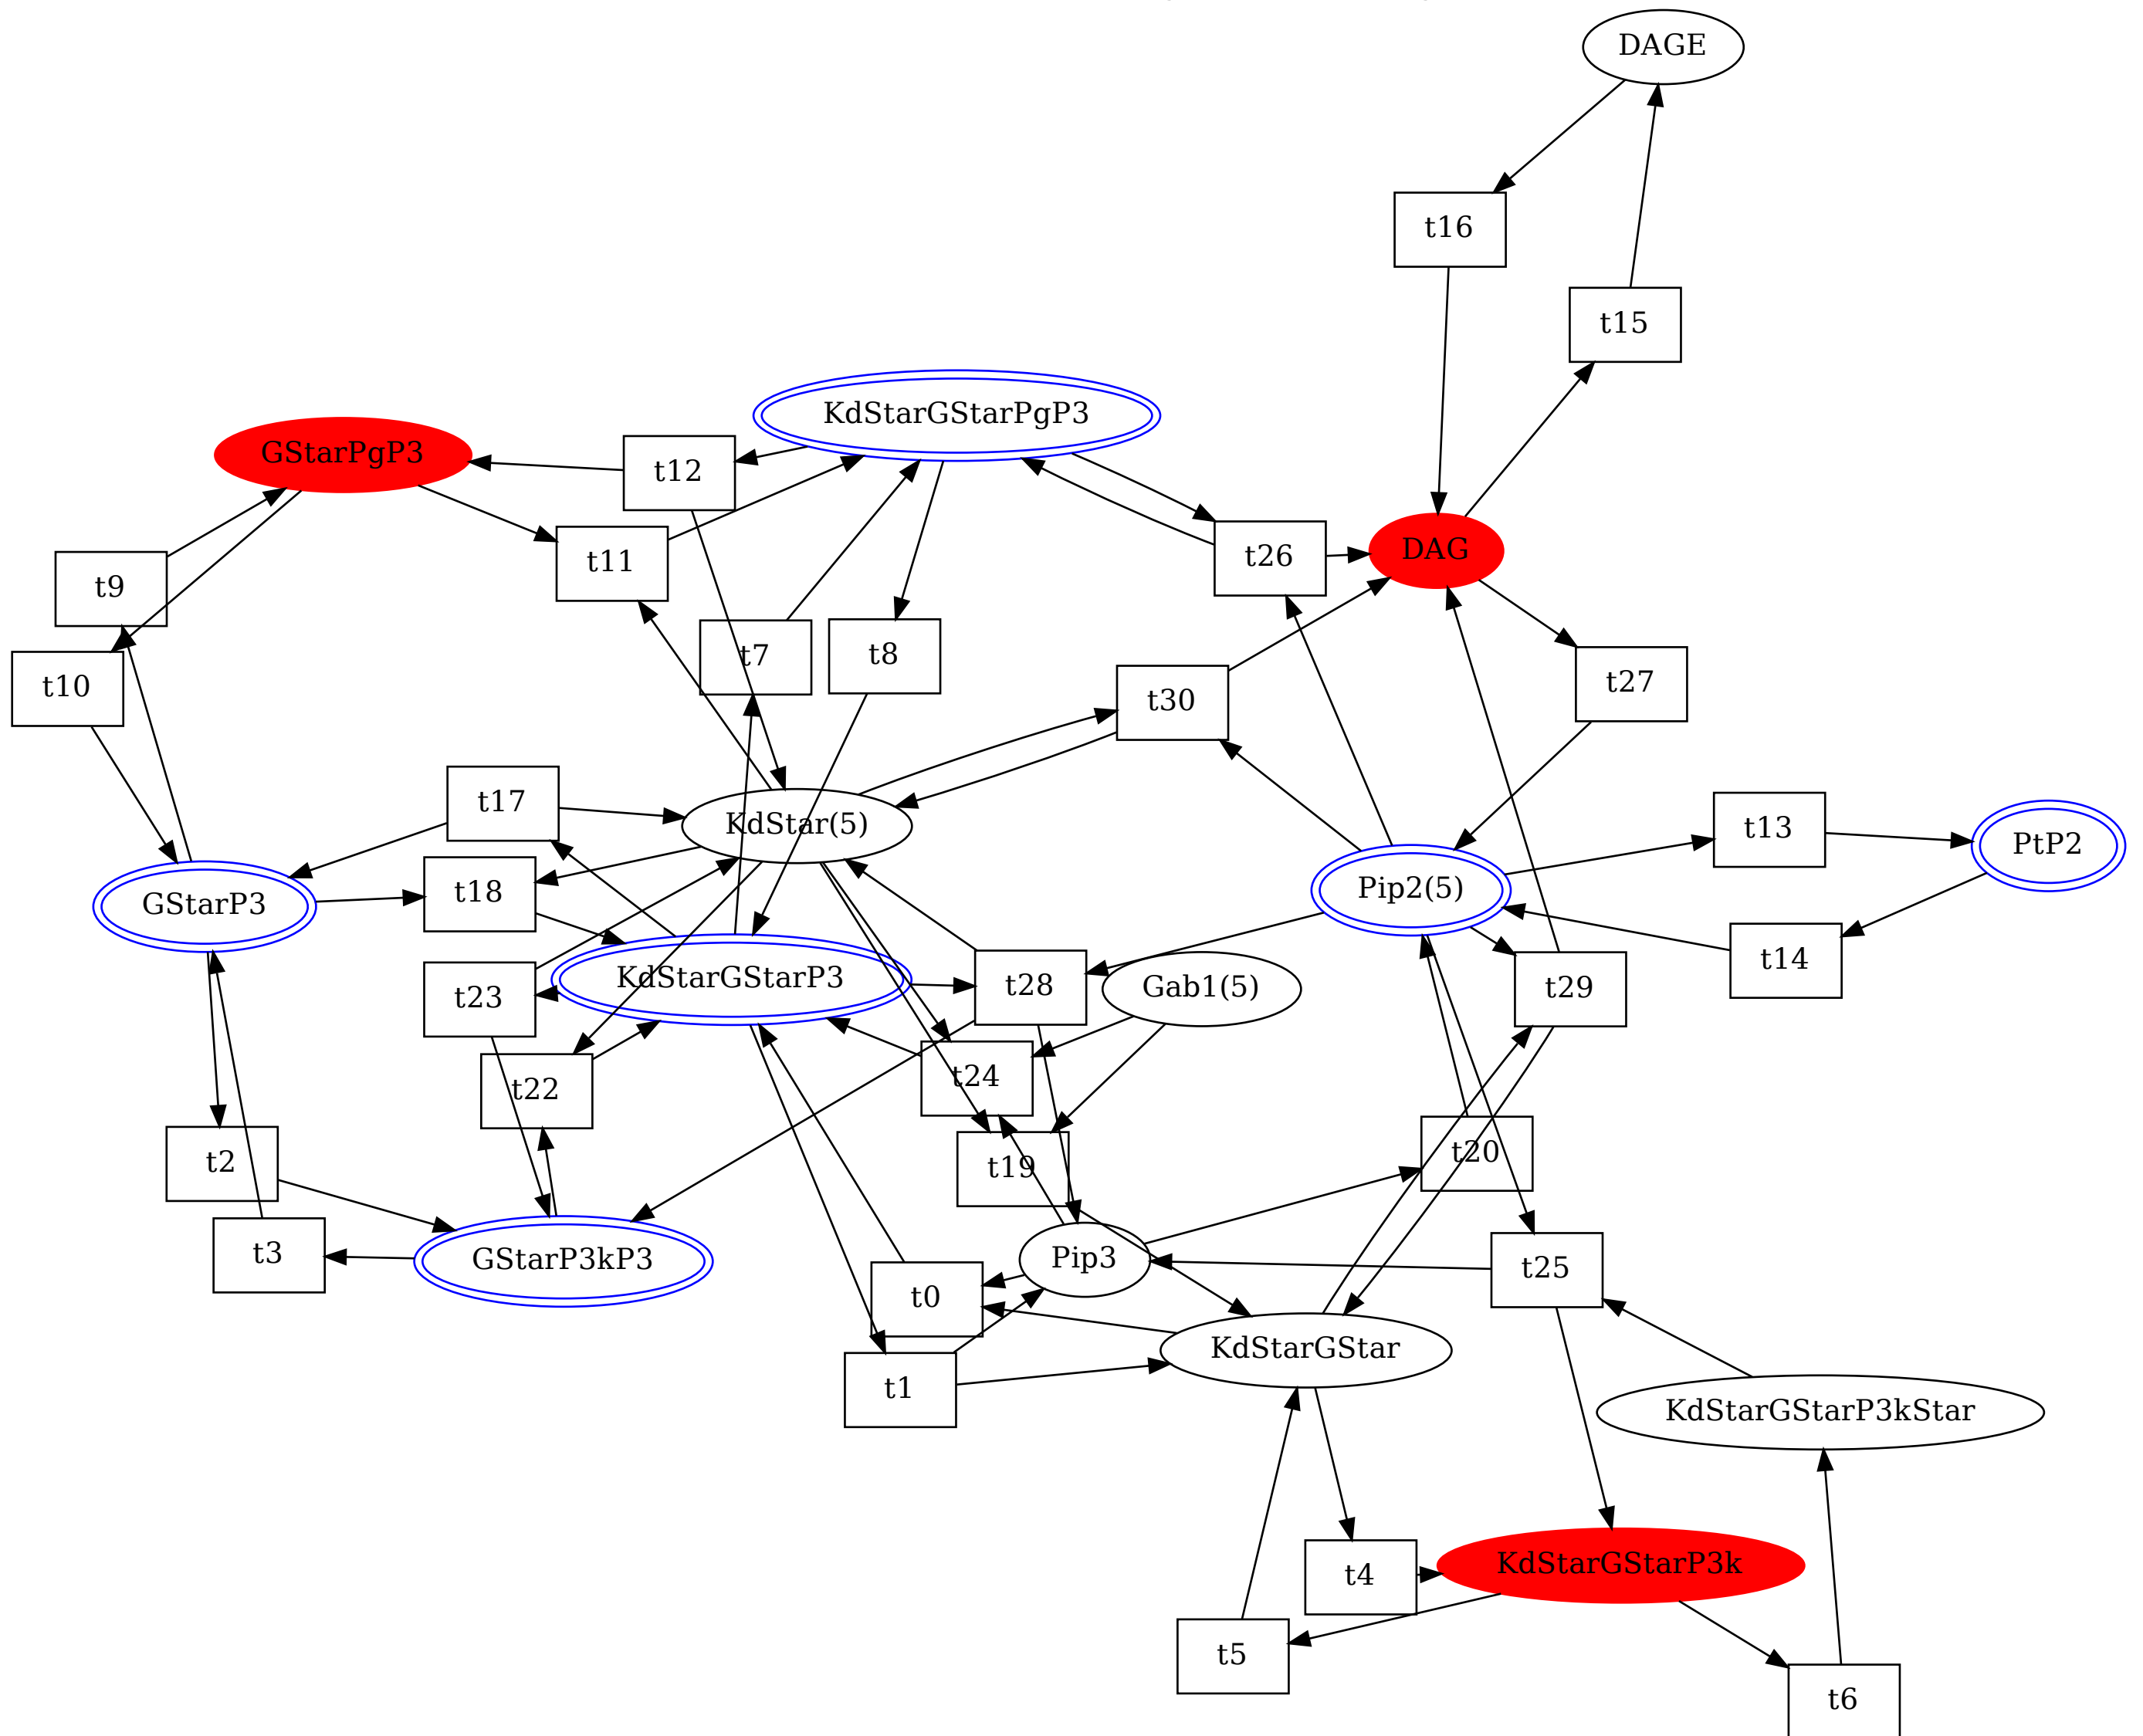 DAGE
t16
t15
KdStarGStarPgP3
GStarPgP3
t12
DAG
t11
t26
t9
t7
t8
t27
t10
t30
t17
KdStar(5)
t13
PtP2
Pip2(5)
t18
GStarP3
t14
KdStarGStarP3
t28
Gab1(5)
t29
t23
t24
t22
t20
t2
t19
t3
GStarP3kP3
Pip3
t25
t0
KdStarGStar
t1
KdStarGStarP3kStar
KdStarGStarP3k
t4
t5
t6